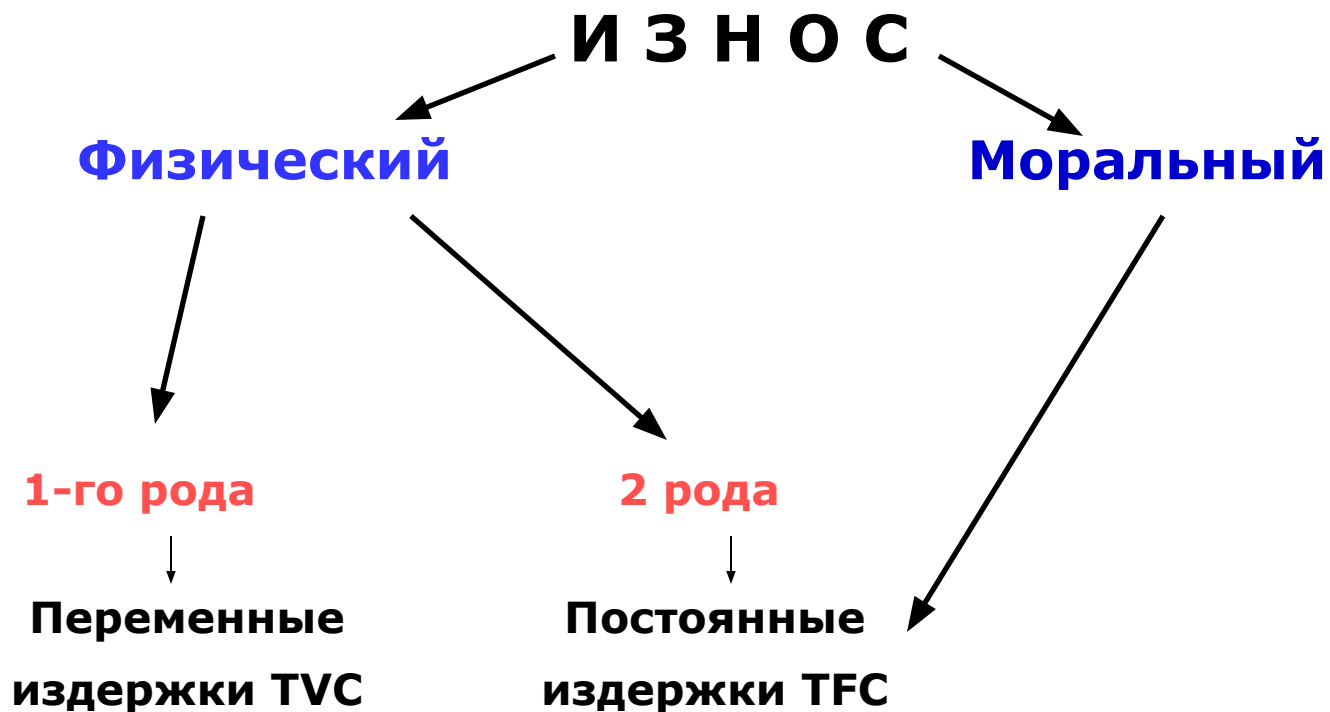 И З Н О С
Физический
Моральный
1-го рода
2 рода
Переменные
издержки TVC
Постоянные
издержки TFC